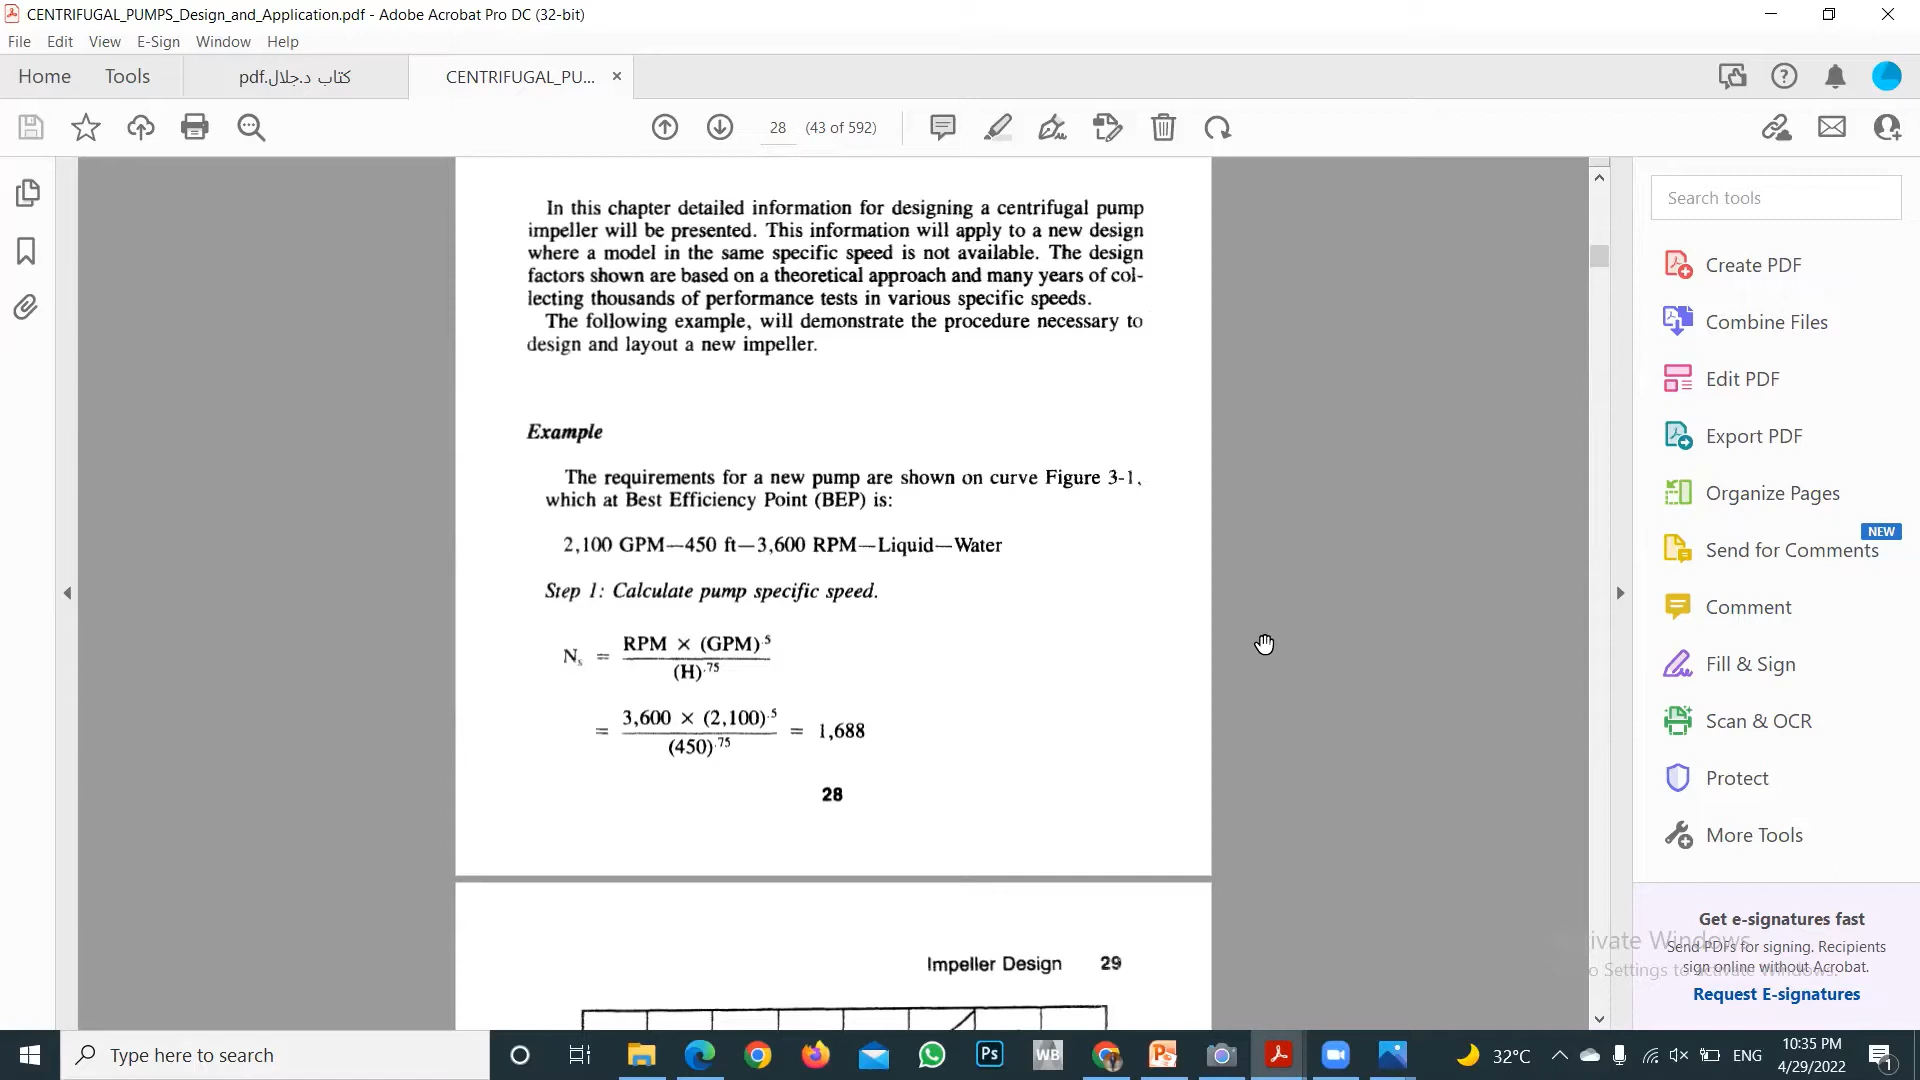 CENTRIFUGAL_PUMPS_Design_and_Application.pdf - Adobe Acrobat Pro DC (32-bit)
File Edit View E-Sign Window Help
Home Tools كتاب د.جلال.pdf CENTRIFUGAL_PU... ×
28 (43 of 592)
In this chapter detailed information for designing a centrifugal pump
impeller will be presented. This information will apply to a new design
where a model in the same specific speed is not available. The design
factors shown are based on a theoretical approach and many years of col-
lecting thousands of performance tests in various specific speeds.
The following example, will demonstrate the procedure necessary to
design and layout a new impeller.
Example
The requirements for a new pump are shown on curve Figure 3-1,
which at Best Efficiency Point (BEP) is:
2,100 GPM—450 ft—3,600 RPM—Liquid—Water
Step 1: Calculate pump specific speed.
Ns = RPM × (GPM).5
(H).75
= 3,600 × (2,100).5 = 1,688
(450).75
28
Impeller Design 29
Search tools
Create PDF
Combine Files
Edit PDF
Export PDF
Organize Pages
NEW
Send for Comments
Comment
Fill & Sign
Scan & OCR
Protect
More Tools
Get e-signatures fast
Send PDFs for signing. Recipients
sign online without Acrobat.
Request E-signatures
Type here to search
Ps
WB
32°C
ENG
10:35 PM
4/29/2022
1